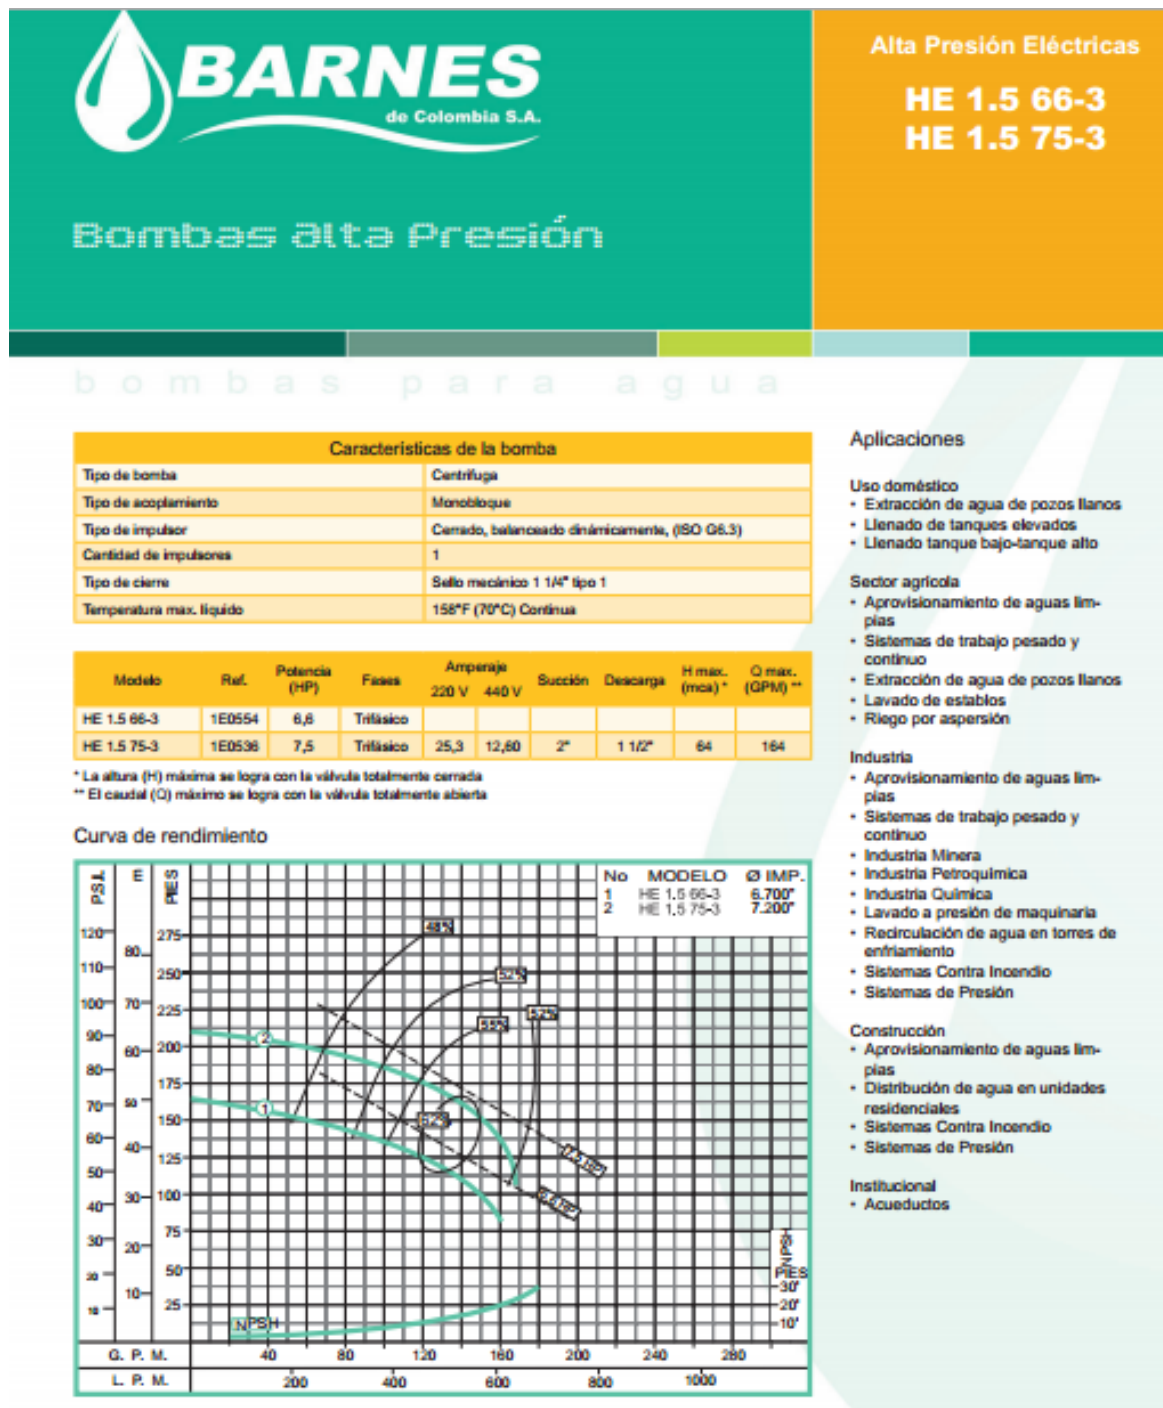 BARNES
de Colombia S.A.
Alta Presión Eléctricas
HE 1.5 66-3
HE 1.5 75-3
Bombas alta Presión
bombas para agua
Características de la bomba
Tipo de bomba Centrífuga
Tipo de acoplamiento Monobloque
Tipo de impulsor Cerrado, balanceado dinámicamente, (ISO G6.3)
Cantidad de impulsores 1
Tipo de cierre Sello mecánico 1 1/4" tipo 1
Temperatura max. líquido 158°F (70°C) Continua
Modelo Ref. Potencia (HP) Fases Amperaje 220 V 440 V Succión Descarga H max. (mca) * Q max. (GPM) **
HE 1.5 66-3 1E0554 6,6 Trifásico
HE 1.5 75-3 1E0536 7,5 Trifásico 25,3 12,60 2" 1 1/2" 64 164
* La altura (H) máxima se logra con la válvula totalmente cerrada
** El caudal (Q) máximo se logra con la válvula totalmente abierta
Curva de rendimiento
P.S.I. m PIES
No MODELO Ø IMP.
1 HE 1.5 66-3 6.700"
2 HE 1.5 75-3 7.200"
120
110
100
90
80
70
60
50
40
30
20
10
80
70
60
50
40
30
20
10
275
250
225
200
175
150
125
100
75
50
25
48%
52%
55%
52%
62%
2
1
7.5 HP
6.6 HP
NPSH
NPSH
PIES
30'
20'
10'
G. P. M. 40 80 120 160 200 240 280
L. P. M. 200 400 600 800 1000
Aplicaciones
Uso doméstico
• Extracción de agua de pozos llanos
• Llenado de tanques elevados
• Llenado tanque bajo-tanque alto
Sector agrícola
• Aprovisionamiento de aguas lim-
pias
• Sistemas de trabajo pesado y
continuo
• Extracción de agua de pozos llanos
• Lavado de establos
• Riego por aspersión
Industria
• Aprovisionamiento de aguas lim-
pias
• Sistemas de trabajo pesado y
continuo
• Industria Minera
• Industria Petroquímica
• Industria Química
• Lavado a presión de maquinaria
• Recirculación de agua en torres de
enfriamiento
• Sistemas Contra Incendio
• Sistemas de Presión
Construcción
• Aprovisionamiento de aguas lim-
pias
• Distribución de agua en unidades
residenciales
• Sistemas Contra Incendio
• Sistemas de Presión
Institucional
• Acueductos